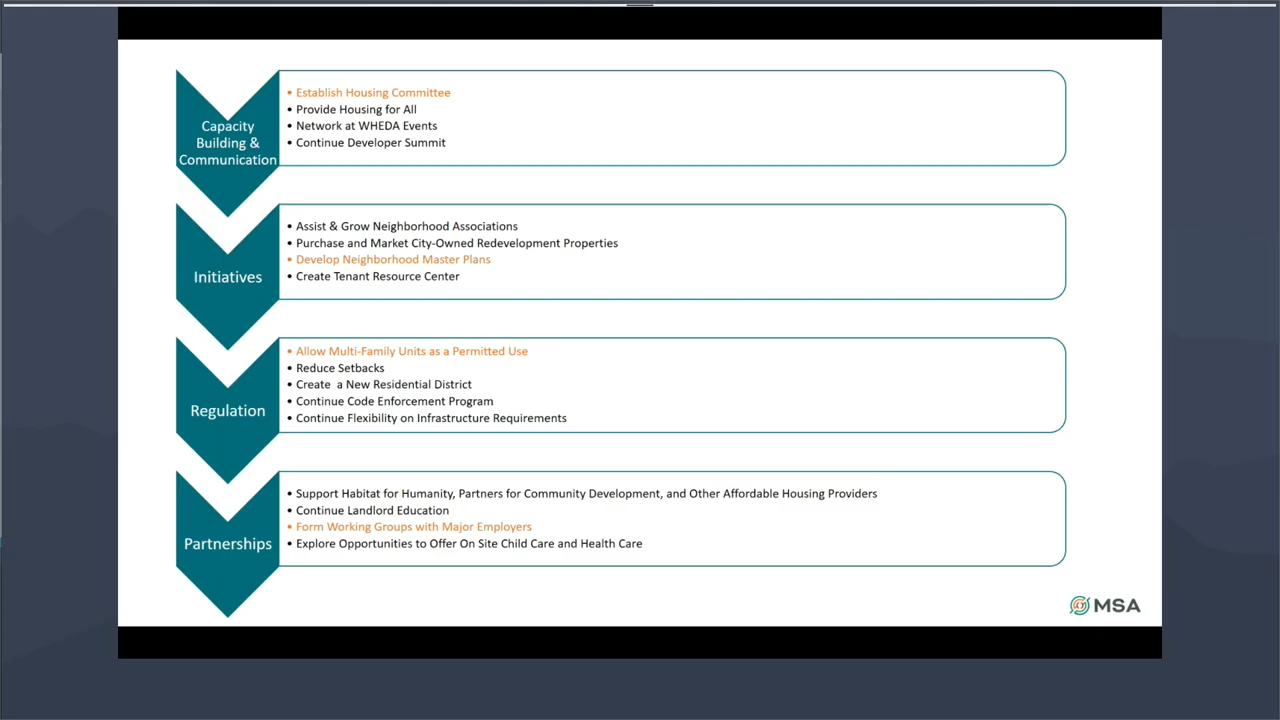 Capacity
Building &
Communication
• Establish Housing Committee
• Provide Housing for All
• Network at WHEDA Events
• Continue Developer Summit
Initiatives
• Assist & Grow Neighborhood Associations
• Purchase and Market City-Owned Redevelopment Properties
• Develop Neighborhood Master Plans
• Create Tenant Resource Center
Regulation
• Allow Multi-Family Units as a Permitted Use
• Reduce Setbacks
• Create a New Residential District
• Continue Code Enforcement Program
• Continue Flexibility on Infrastructure Requirements
Partnerships
• Support Habitat for Humanity, Partners for Community Development, and Other Affordable Housing Providers
• Continue Landlord Education
• Form Working Groups with Major Employers
• Explore Opportunities to Offer On Site Child Care and Health Care
MSA